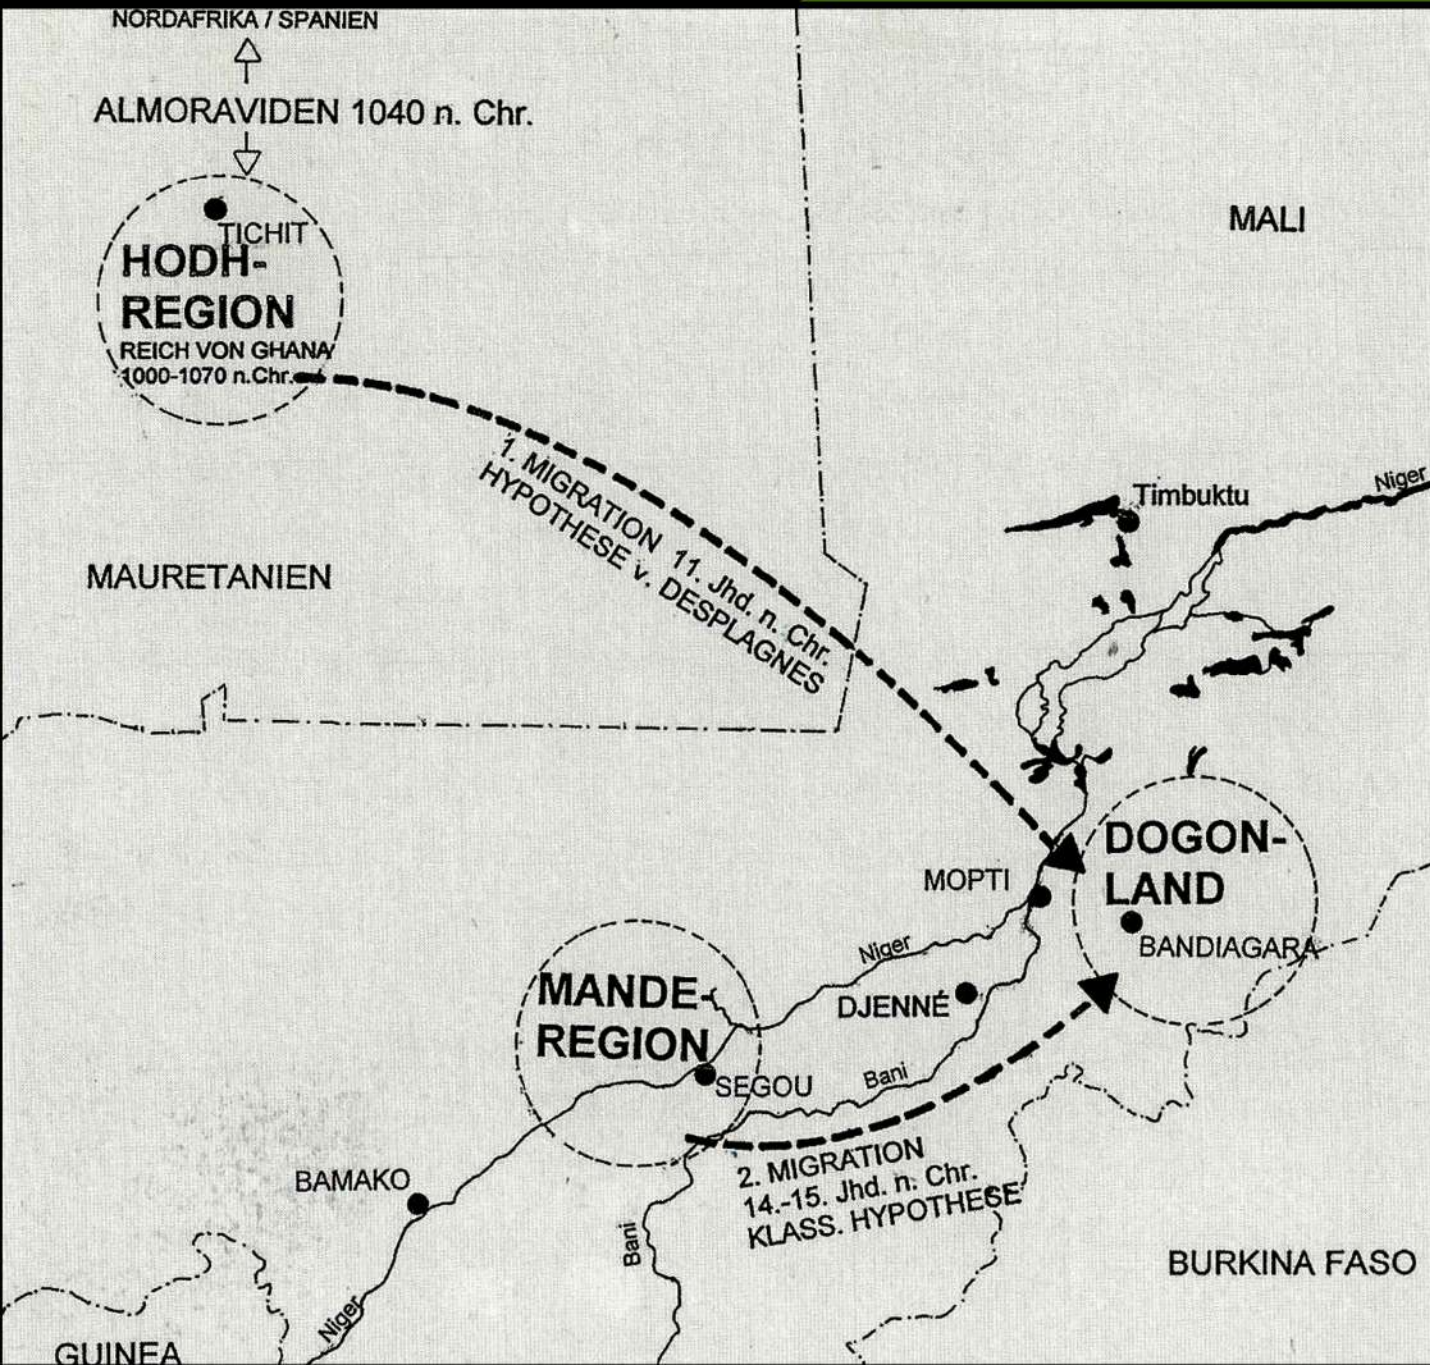 NORDAFRIKA / SPANIEN
ALMORAVIDEN 1040 n. Chr.
TICHIT
HODH-
REGION
REICH VON GHANA
1000-1070 n.Chr.
MALI
1. MIGRATION 11. Jhd. n. Chr.
HYPOTHESE v. DESPLAGNES
Timbuktu
Niger
MAURETANIEN
DOGON-
LAND
MOPTI
BANDIAGARA
Niger
MANDE-
REGION
DJENNÉ
SEGOU
Bani
2. MIGRATION
14.-15. Jhd. n. Chr.
KLASS. HYPOTHESE
BAMAKO
Bani
BURKINA FASO
Niger
GUINEA